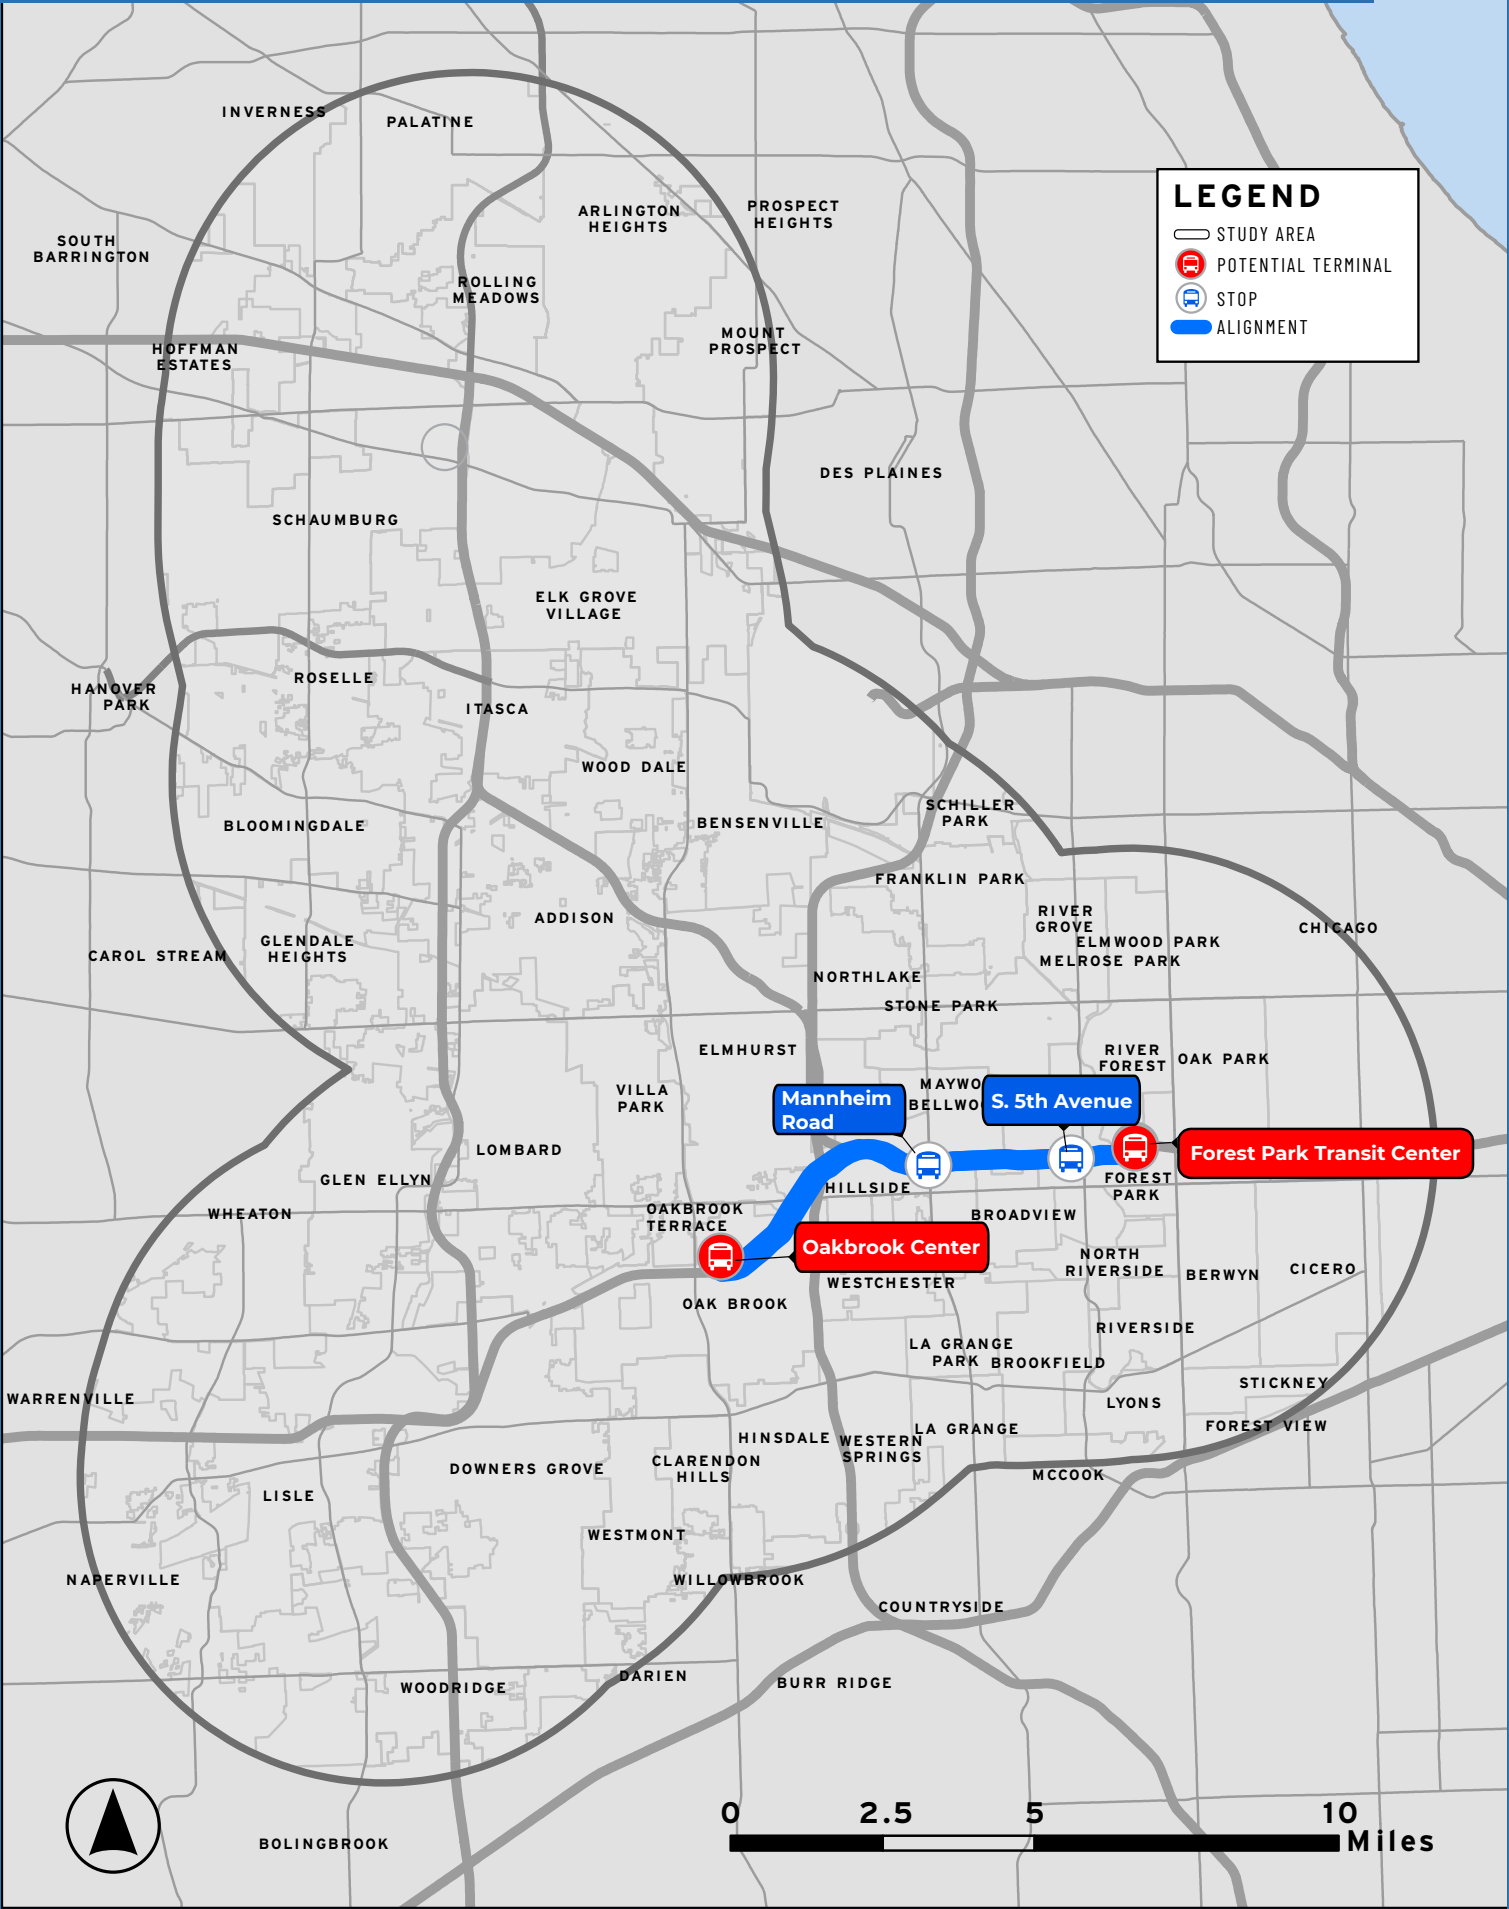 INVERNESS
PALATINE
LEGEND
STUDY AREA
POTENTIAL TERMINAL
STOP
ALIGNMENT
ARLINGTON
HEIGHTS
PROSPECT
HEIGHTS
SOUTH
BARRINGTON
ROLLING
MEADOWS
MOUNT
PROSPECT
HOFFMAN
ESTATES
DES PLAINES
SCHAUMBURG
ELK GROVE
VILLAGE
ROSELLE
HANOVER
PARK
ITASCA
WOOD DALE
SCHILLER
PARK
BLOOMINGDALE
BENSENVILLE
FRANKLIN PARK
RIVER
GROVE
ADDISON
CHICAGO
ELMWOOD PARK
GLENDALE
HEIGHTS
CAROL STREAM
MELROSE PARK
NORTHLAKE
STONE PARK
ELMHURST
RIVER
FOREST
OAK PARK
VILLA
PARK
MAYWO
BELLWO
Mannheim
Road
S. 5th Avenue
LOMBARD
Forest Park Transit Center
GLEN ELLYN
HILLSIDE
FOREST
PARK
WHEATON
OAKBROOK
TERRACE
BROADVIEW
Oakbrook Center
NORTH
RIVERSIDE
BERWYN
CICERO
WESTCHESTER
OAK BROOK
RIVERSIDE
LA GRANGE
PARK
BROOKFIELD
STICKNEY
WARRENVILLE
LYONS
FOREST VIEW
LA GRANGE
HINSDALE
WESTERN
SPRINGS
CLARENDON
HILLS
DOWNERS GROVE
MCCOOK
LISLE
WESTMONT
NAPERVILLE
WILLOWBROOK
COUNTRYSIDE
DARIEN
BURR RIDGE
WOODRIDGE
0 2.5 5 10
Miles
BOLINGBROOK